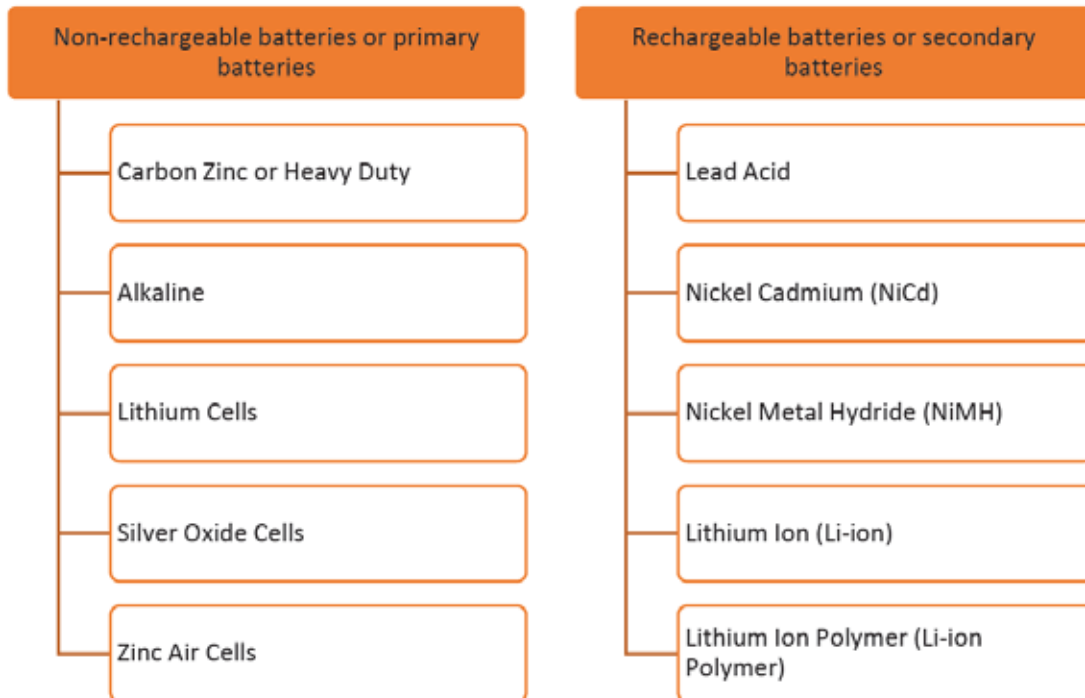 Non-rechargeable batteries or primary
batteries
Carbon Zinc or Heavy Duty
Alkaline
Lithium Cells
Silver Oxide Cells
Zinc Air Cells
Rechargeable batteries or secondary
batteries
Lead Acid
Nickel Cadmium (NiCd)
Nickel Metal Hydride (NiMH)
Lithium Ion (Li-ion)
Lithium Ion Polymer (Li-ion
Polymer)